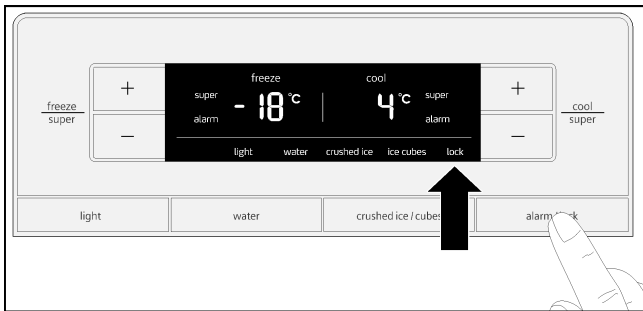 freeze
super
+
−
freeze cool
super -18 °C 4 °C super
alarm alarm
light water crushed ice ice cubes lock
+
−
cool
super
light water crushed ice / cubes alarm